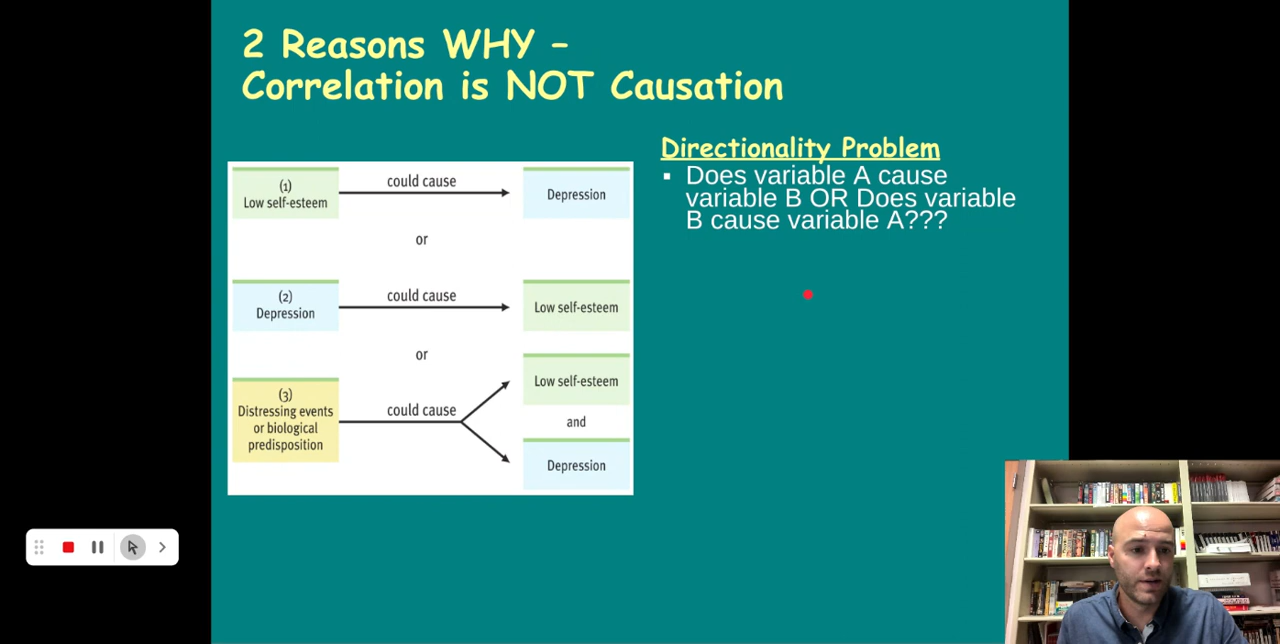 2 Reasons WHY –
Correlation is NOT Causation
Directionality Problem
▪ Does variable A cause
variable B OR Does variable
B cause variable A???
(1)
Low self-esteem
could cause
Depression
or
(2)
Depression
could cause
Low self-esteem
or
(3)
Distressing events
or biological
predisposition
could cause
Low self-esteem
and
Depression